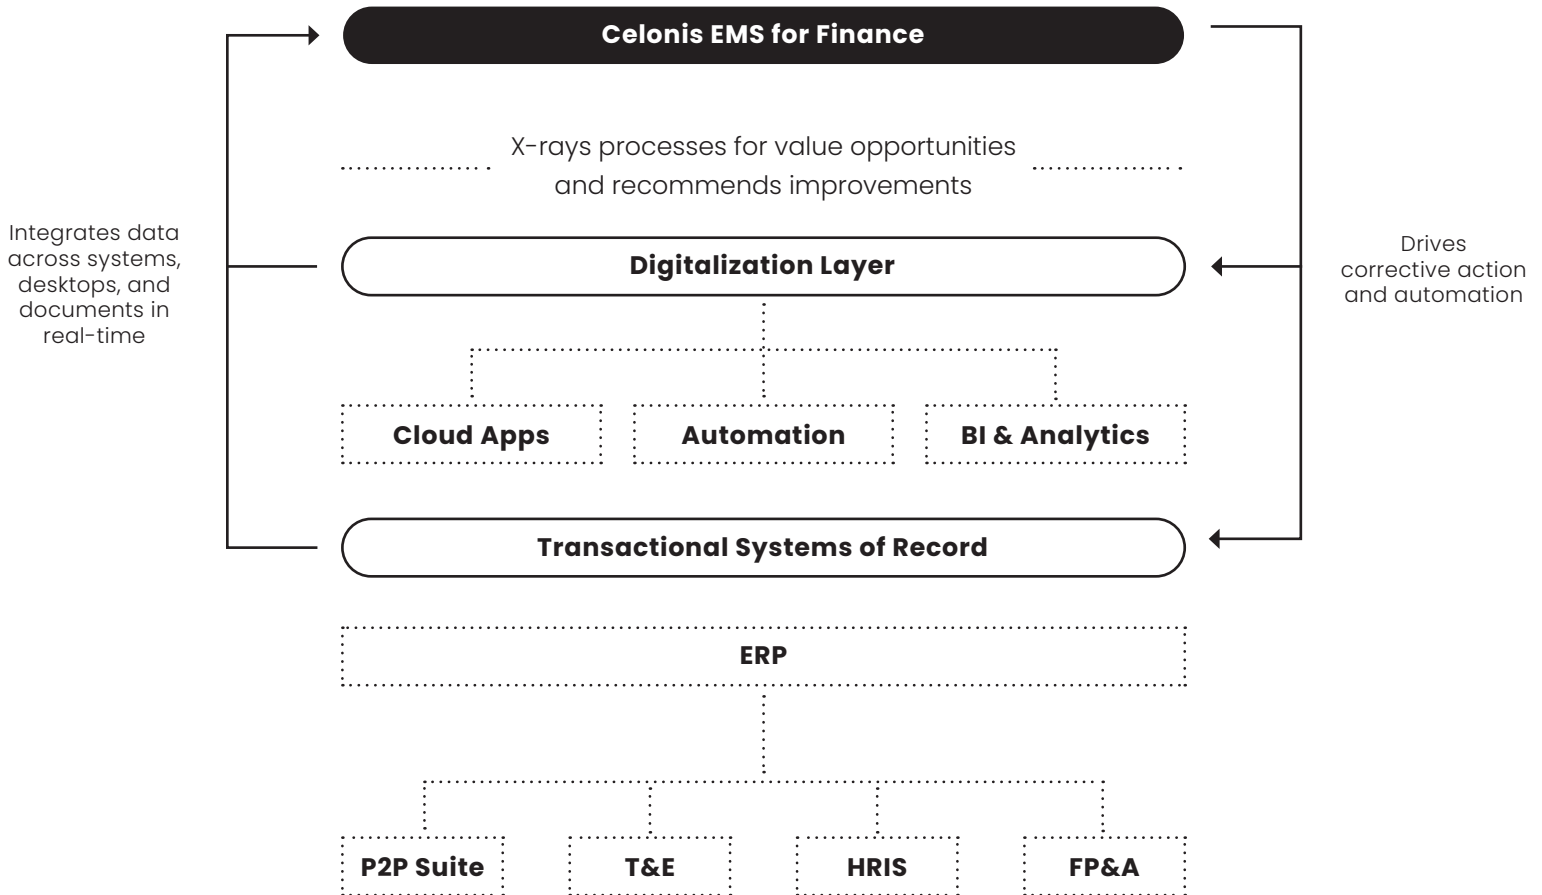 Celonis EMS for Finance
X-rays processes for value opportunities
and recommends improvements
Integrates data
across systems,
desktops, and
documents in
real-time
Digitalization Layer
Drives
corrective action
and automation
Cloud Apps
Automation
BI & Analytics
Transactional Systems of Record
ERP
P2P Suite
T&E
HRIS
FP&A